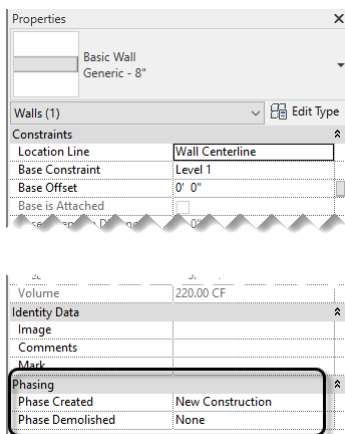 Properties
Basic Wall
Generic - 8"
Walls (1) Edit Type
Constraints
Location Line Wall Centerline
Base Constraint Level 1
Base Offset 0' 0"
Base is Attached
Volume 220.00 CF
Identity Data
Image
Comments
Mark
Phasing
Phase Created New Construction
Phase Demolished None